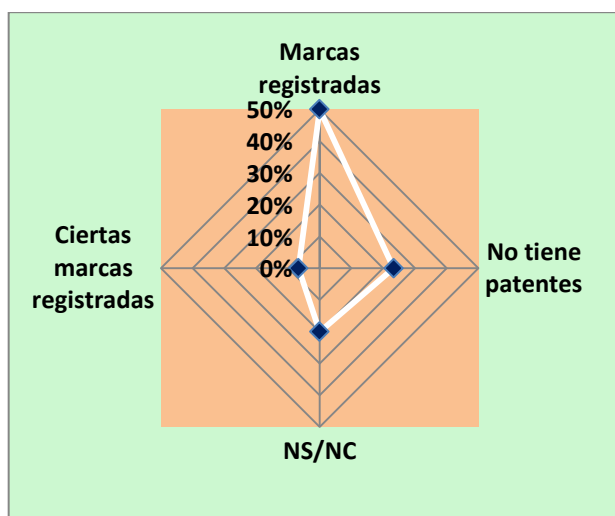 Marcas
registradas
50%
40%
30%
20%
10%
0%
Ciertas
marcas
registradas
No tiene
patentes
NS/NC